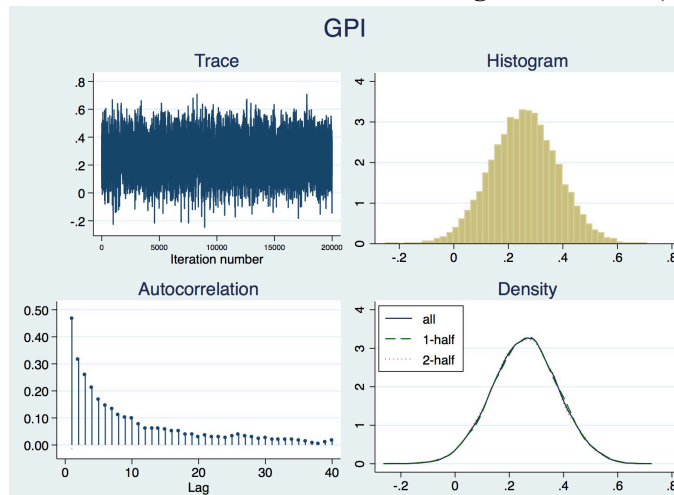 GPI
Trace
.8
.6
.4
.2
0
-.2
0 5000 10000 15000 20000
Iteration number
Histogram
4
3
2
1
0
-.2 0 .2 .4 .6 .8
Autocorrelation
0.50
0.40
0.30
0.20
0.10
0.00
0 10 20 30 40
Lag
Density
4
3
2
1
0
all
1-half
2-half
-.2 0 .2 .4 .6 .8